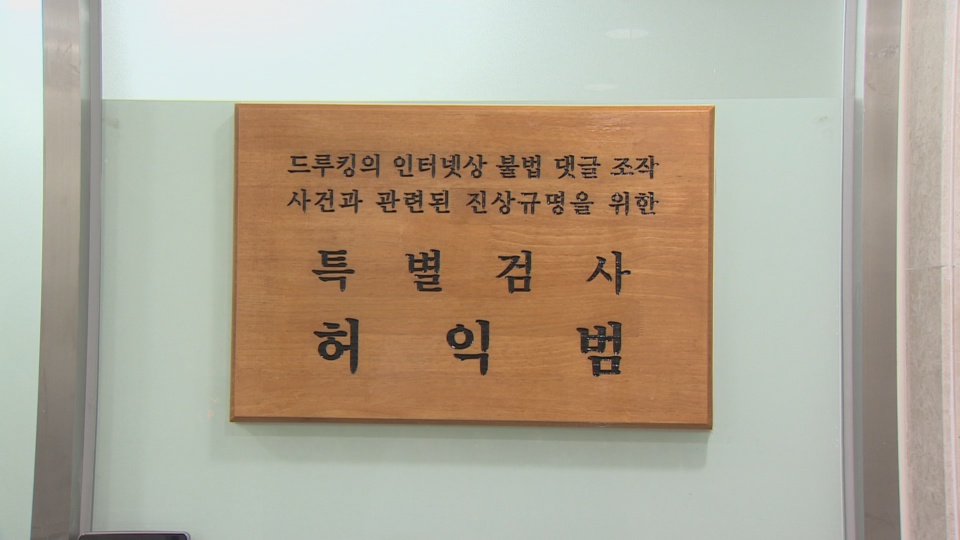 드루킹의 인터넷상 불법 댓글 조작
사건과 관련된 진상규명을 위한
특 별 검 사
허 익 범